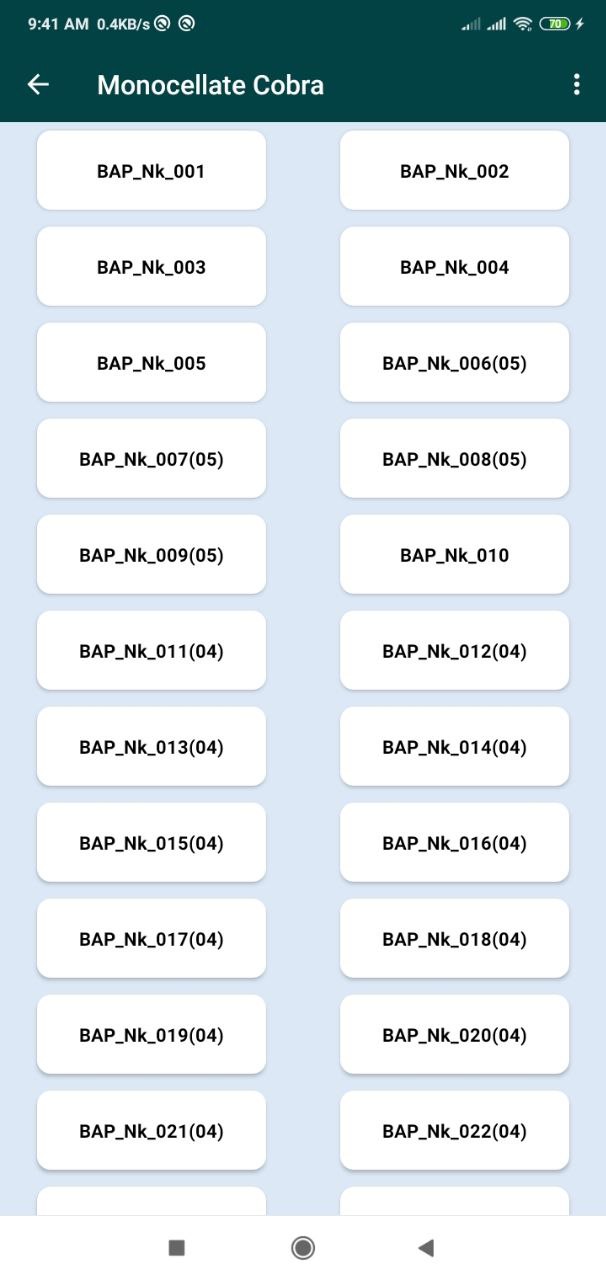 9:41 AM 0.4KB/s
70
Monocellate Cobra
BAP_Nk_001
BAP_Nk_002
BAP_Nk_003
BAP_Nk_004
BAP_Nk_005
BAP_Nk_006(05)
BAP_Nk_007(05)
BAP_Nk_008(05)
BAP_Nk_009(05)
BAP_Nk_010
BAP_Nk_011(04)
BAP_Nk_012(04)
BAP_Nk_013(04)
BAP_Nk_014(04)
BAP_Nk_015(04)
BAP_Nk_016(04)
BAP_Nk_017(04)
BAP_Nk_018(04)
BAP_Nk_019(04)
BAP_Nk_020(04)
BAP_Nk_021(04)
BAP_Nk_022(04)